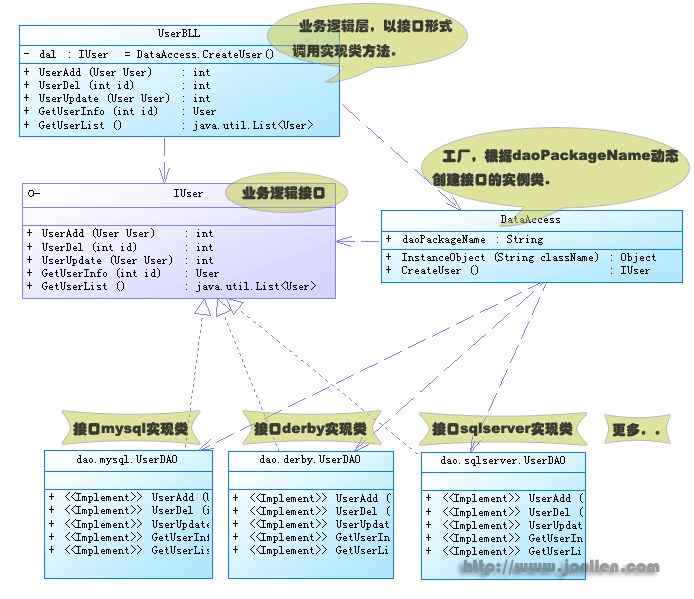 UserBLL
- dal : IUser = DataAccess.CreateUser()
+ UserAdd (User User) : int
+ UserDel (int id) : int
+ UserUpdate (User User) : int
+ GetUserInfo (int id) : User
+ GetUserList () : java.util.List<User>
业务逻辑层，以接口形式
调用实现类方法。
工厂，根据daoPackageName动态
创建接口的实例类。
IUser
业务逻辑接口
+ UserAdd (User User) : int
+ UserDel (int id) : int
+ UserUpdate (User User) : int
+ GetUserInfo (int id) : User
+ GetUserList () : java.util.List<User>
DataAccess
+ daoPackageName : String
+ InstanceObject (String className) : Object
+ CreateUser () : IUser
接口mysql实现类
接口derby实现类
接口sqlserver实现类
更多．．
dao.mysql.UserDAO
+ <<Implement>> UserAdd (U
+ <<Implement>> UserDel (i
+ <<Implement>> UserUpdate
+ <<Implement>> GetUserInf
+ <<Implement>> GetUserLis
dao.derby.UserDAO
+ <<Implement>> UserAdd (
+ <<Implement>> UserDel (
+ <<Implement>> UserUpdat
+ <<Implement>> GetUserIn
+ <<Implement>> GetUserLi
dao.sqlserver.UserDAO
+ <<Implement>> UserAdd (
+ <<Implement>> UserDel (
+ <<Implement>> UserUpdat
+ <<Implement>> GetUserIn
+ <<Implement>> GetUserLi
http://www.jonllen.com